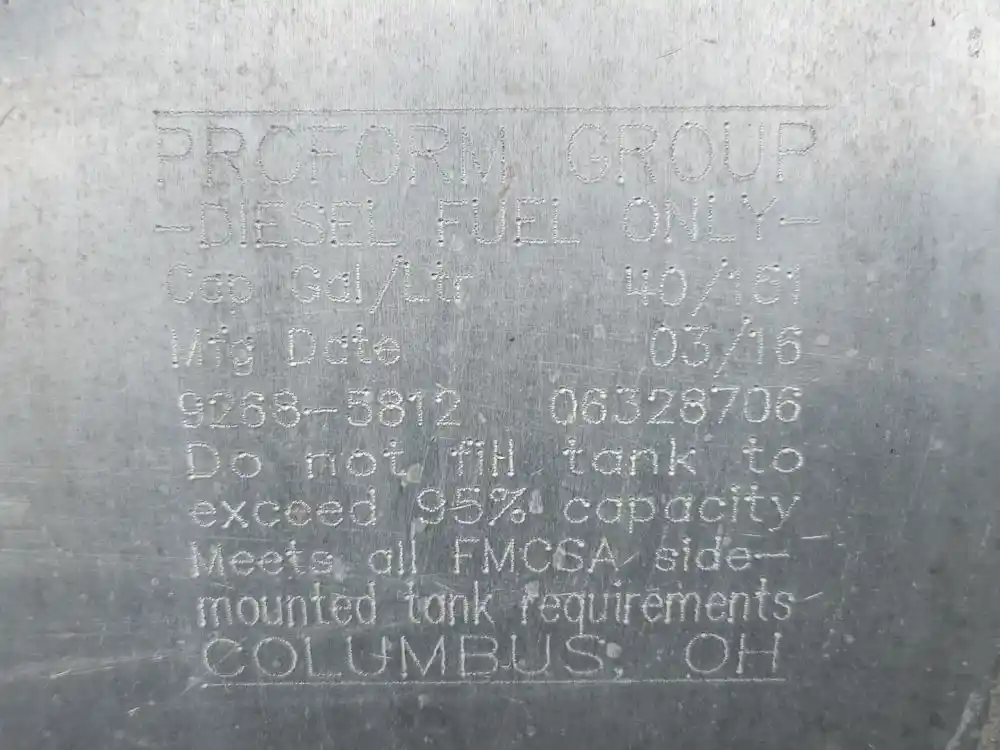 PROFORM GROUP
-DIESEL FUEL ONLY-
Cap Gal/Ltr 40/151
Mfg Date 03/16
9268-5812 06328706
Do not fill tank to
exceed 95% capacity
Meets all FMCSA side-
mounted tank requirements
COLUMBUS, OH